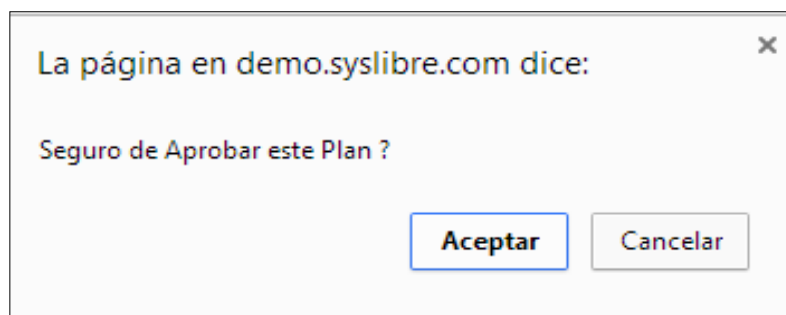 La página en demo.syslibre.com dice:
Seguro de Aprobar este Plan ?
Aceptar Cancelar